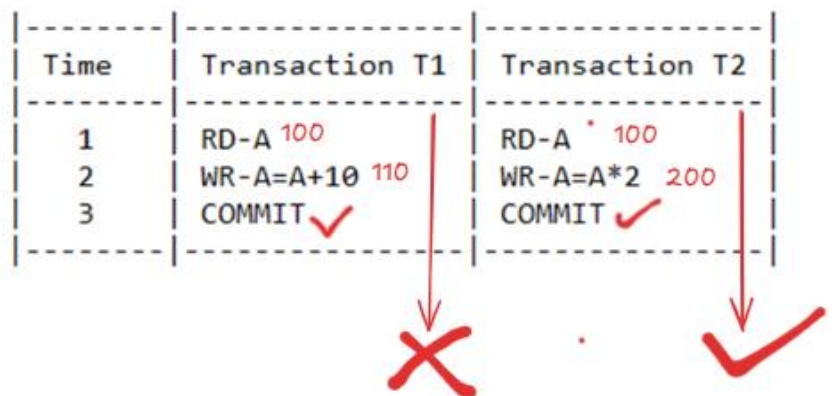 Time Transaction T1 Transaction T2
1 RD-A 100 RD-A 100
2 WR-A=A+10 110 WR-A=A*2 200
3 COMMIT COMMIT